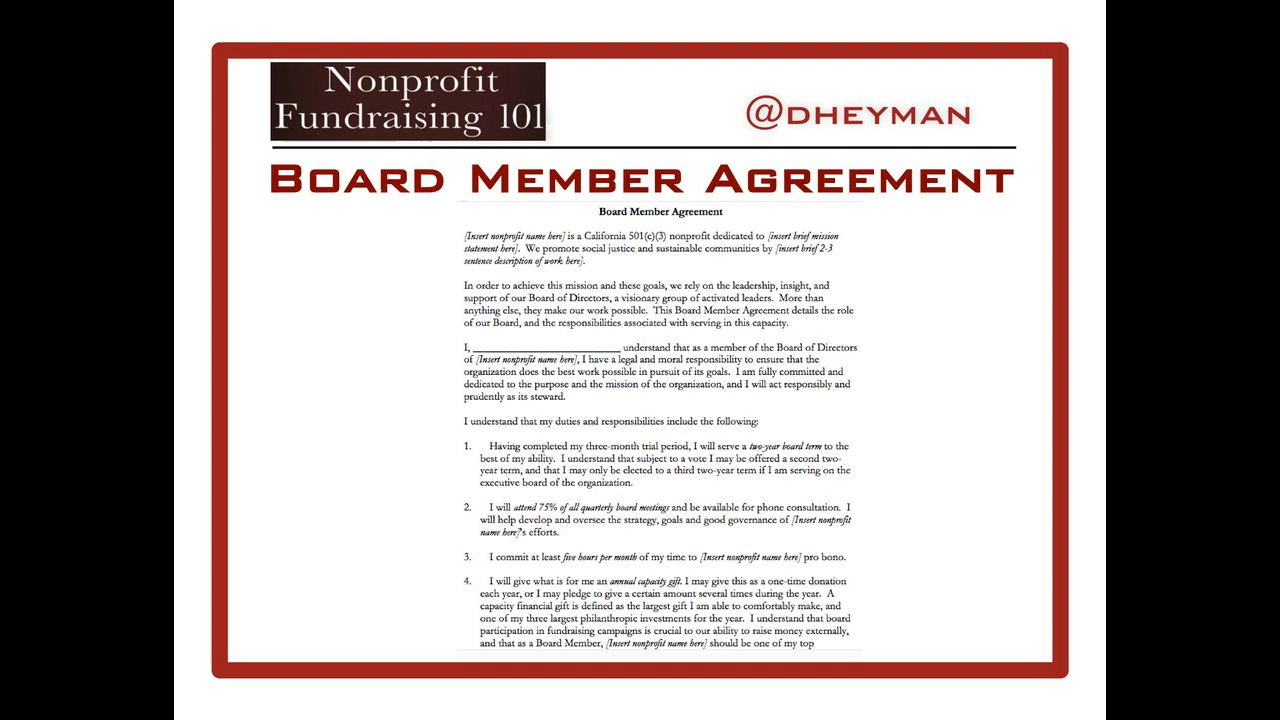 Nonprofit
Fundraising 101
@DHEYMAN
BOARD MEMBER AGREEMENT
Board Member Agreement
[Insert nonprofit name here] is a California 501(c)(3) nonprofit dedicated to [insert brief mission
statement here]. We promote social justice and sustainable communities by [insert brief 2-3
sentence description of work here].
In order to achieve this mission and these goals, we rely on the leadership, insight, and
support of our Board of Directors, a visionary group of activated leaders. More than
anything else, they make our work possible. This Board Member Agreement details the role
of our Board, and the responsibilities associated with serving in this capacity.
I, ____________________________ understand that as a member of the Board of Directors
of [Insert nonprofit name here], I have a legal and moral responsibility to ensure that the
organization does the best work possible in pursuit of its goals. I am fully committed and
dedicated to the purpose and the mission of the organization, and I will act responsibly and
prudently as its steward.
I understand that my duties and responsibilities include the following:
1. Having completed my three-month trial period, I will serve a two-year board term to the
best of my ability. I understand that subject to a vote I may be offered a second two-
year term, and that I may only be elected to a third two-year term if I am serving on the
executive board of the organization.
2. I will attend 75% of all quarterly board meetings and be available for phone consultation. I
will help develop and oversee the strategy, goals and good governance of [Insert nonprofit
name here]'s efforts.
3. I commit at least five hours per month of my time to [Insert nonprofit name here] pro bono.
4. I will give what is for me an annual capacity gift. I may give this as a one-time donation
each year, or I may pledge to give a certain amount several times during the year. A
capacity financial gift is defined as the largest gift I am able to comfortably make, and
one of my three largest philanthropic investments for the year. I understand that board
participation in fundraising campaigns is crucial to our ability to raise money externally,
and that as a Board Member, [Insert nonprofit name here] should be one of my top